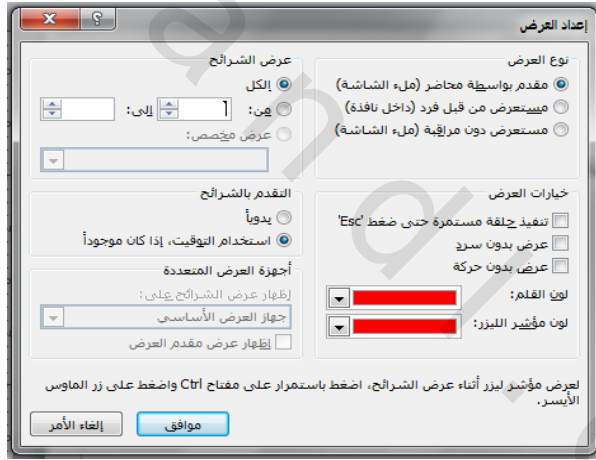 إعداد العرض
نوع العرض
مقدم بواسطة محاضر (ملء الشاشة)
مستعرض من قبل فرد (داخل نافذة)
مستعرض دون مراقبة (ملء الشاشة)
عرض الشرائح
الكل
من: 1 إلى:
عرض مخصص:
خيارات العرض
تنفيذ حلقة مستمرة حتى ضغط 'Esc'
عرض بدون سرد
عرض بدون حركة
لون القلم:
لون مؤشر الليزر:
التقدم بالشرائح
يدوياً
استخدام التوقيت، إذا كان موجوداً
أجهزة العرض المتعددة
إظهار عرض الشرائح على:
جهاز العرض الأساسي
إظهار عرض مقدم العرض
لعرض مؤشر ليزر أثناء عرض الشرائح، اضغط باستمرار على مفتاح Ctrl واضغط على زر الماوس
الأيسر.
موافق
إلغاء الأمر